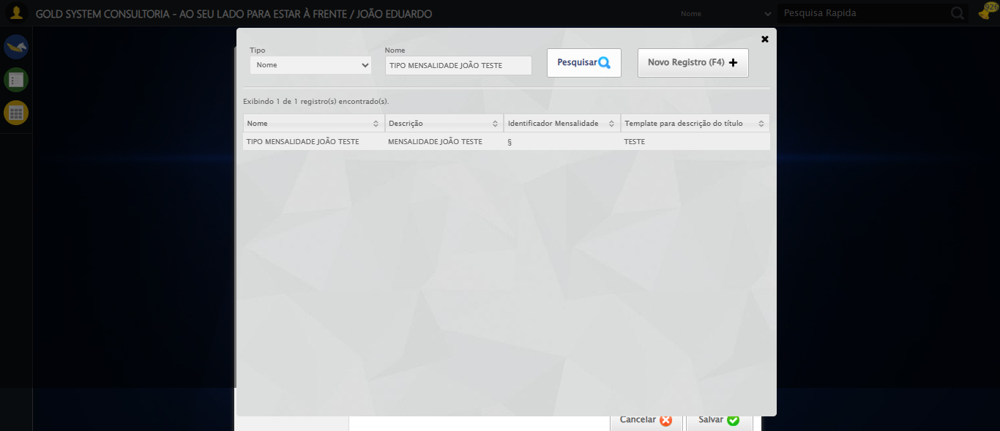 GOLD SYSTEM CONSULTORIA - AO SEU LADO PARA ESTAR À FRENTE / JOÃO EDUARDO
Nome
Pesquisa Rapida
926
Tipo
Nome
Nome
TIPO MENSALIDADE JOÃO TESTE
Pesquisar
Novo Registro (F4)
Exibindo 1 de 1 registro(s) encontrado(s).
Nome Descrição Identificador Mensalidade Template para descrição do título
TIPO MENSALIDADE JOÃO TESTE MENSALIDADE JOÃO TESTE § TESTE
Cancelar
Salvar